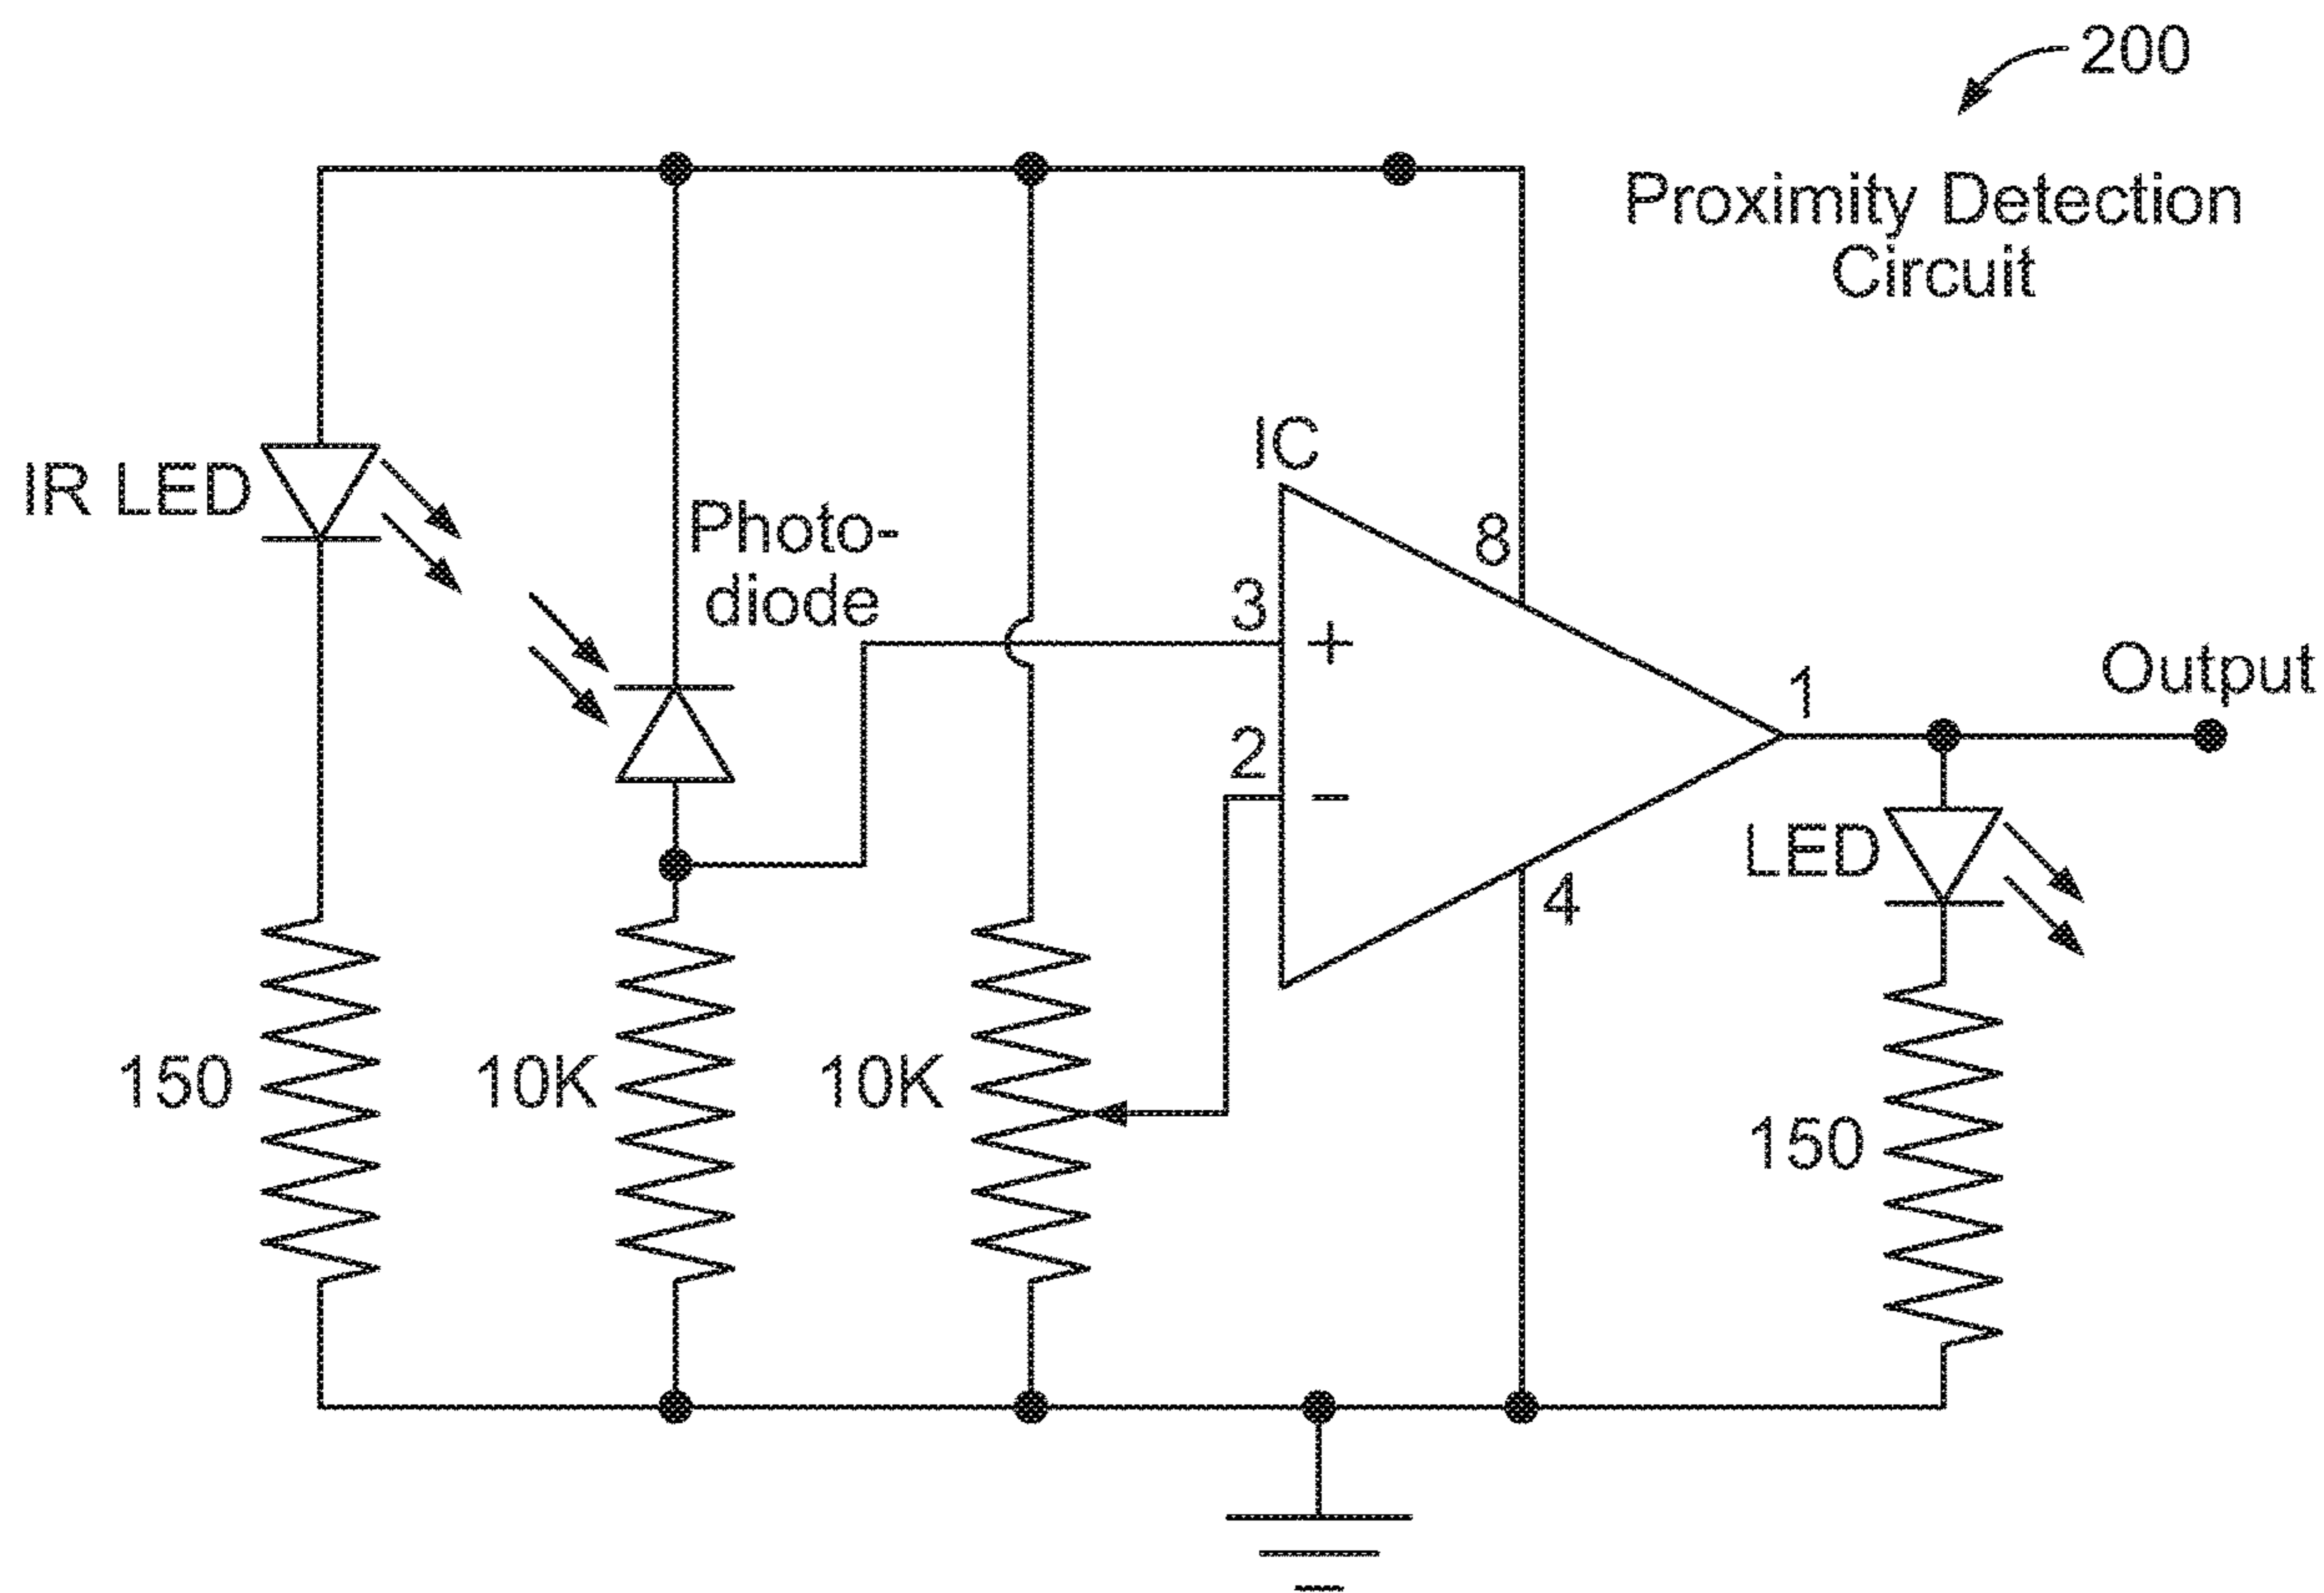 200
Proximity Detection
Circuit
IC
IR LED
Photo-
diode
8
3
+
2
-
1
Output
4
LED
150
10K
10K
150